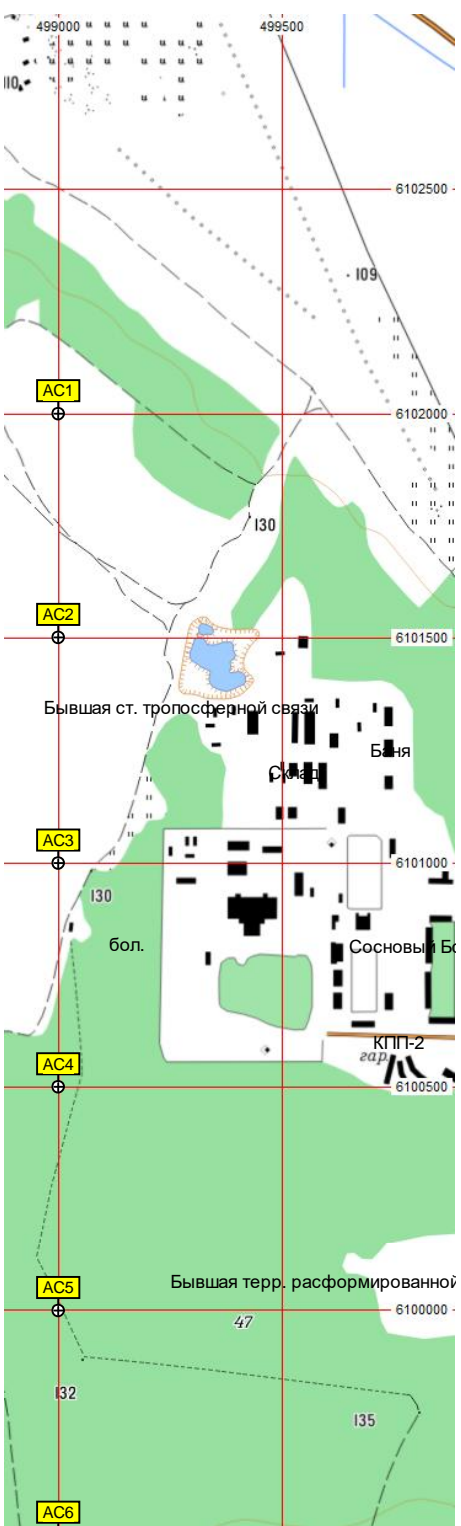 499000 499500
110
6102500
109
AC1
6102000
130
AC2
6101500
Бывшая ст. тропосферной связи
Баня
Склад
AC3
6101000
130
бол.
Сосновый Бо
КПП-2
гар.
AC4
6100500
Бывшая терр. расформированной
AC5
6100000
47
132
135
AC6